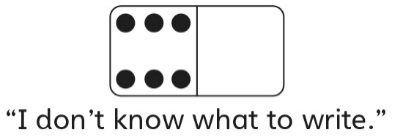 “I don’t know what to write.”